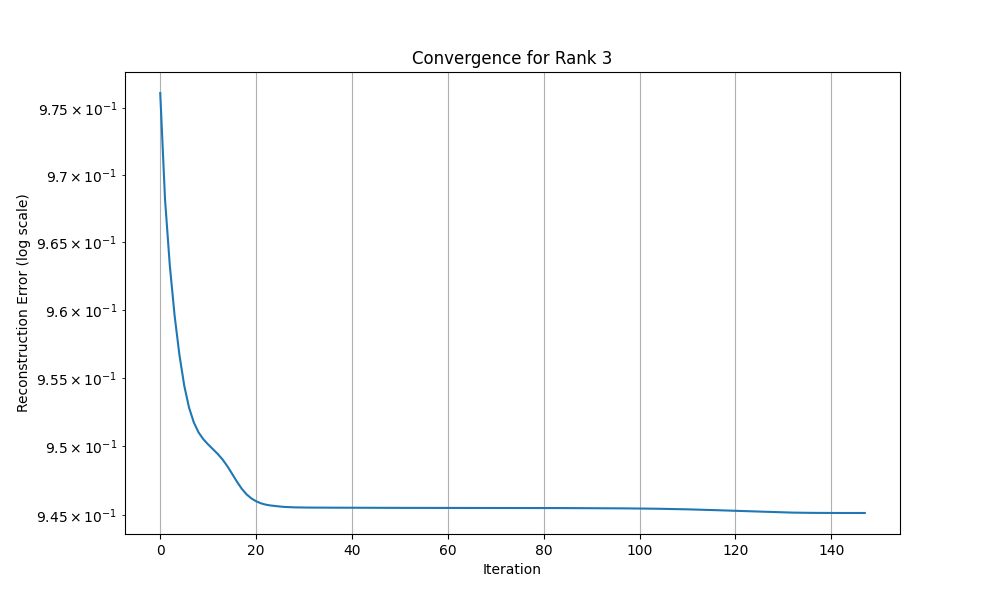 Convergence for Rank 3
Reconstruction Error (log scale)
9.75 × 10⁻¹
9.7 × 10⁻¹
9.65 × 10⁻¹
9.6 × 10⁻¹
9.55 × 10⁻¹
9.5 × 10⁻¹
9.45 × 10⁻¹
0 20 40 60 80 100 120 140
Iteration